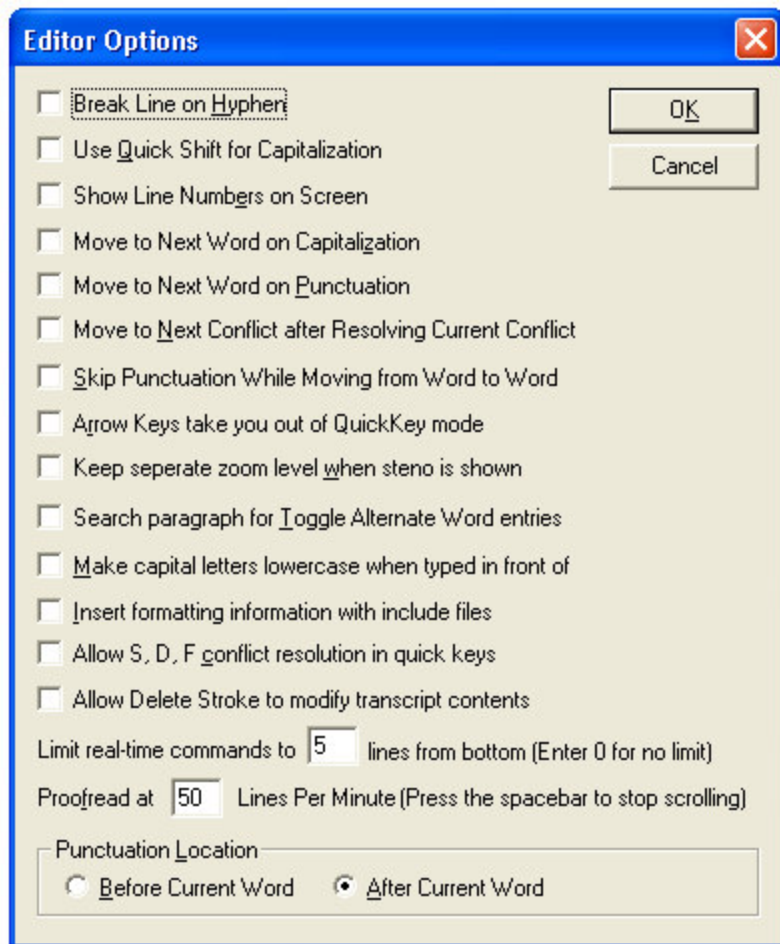 Editor Options
Break Line on Hyphen
OK
Use Quick Shift for Capitalization
Cancel
Show Line Numbers on Screen
Move to Next Word on Capitalization
Move to Next Word on Punctuation
Move to Next Conflict after Resolving Current Conflict
Skip Punctuation While Moving from Word to Word
Arrow Keys take you out of QuickKey mode
Keep seperate zoom level when steno is shown
Search paragraph for Toggle Alternate Word entries
Make capital letters lowercase when typed in front of
Insert formatting information with include files
Allow S, D, F conflict resolution in quick keys
Allow Delete Stroke to modify transcript contents
Limit real-time commands to 5 lines from bottom (Enter 0 for no limit)
Proofread at 50 Lines Per Minute (Press the spacebar to stop scrolling)
Punctuation Location
Before Current Word After Current Word